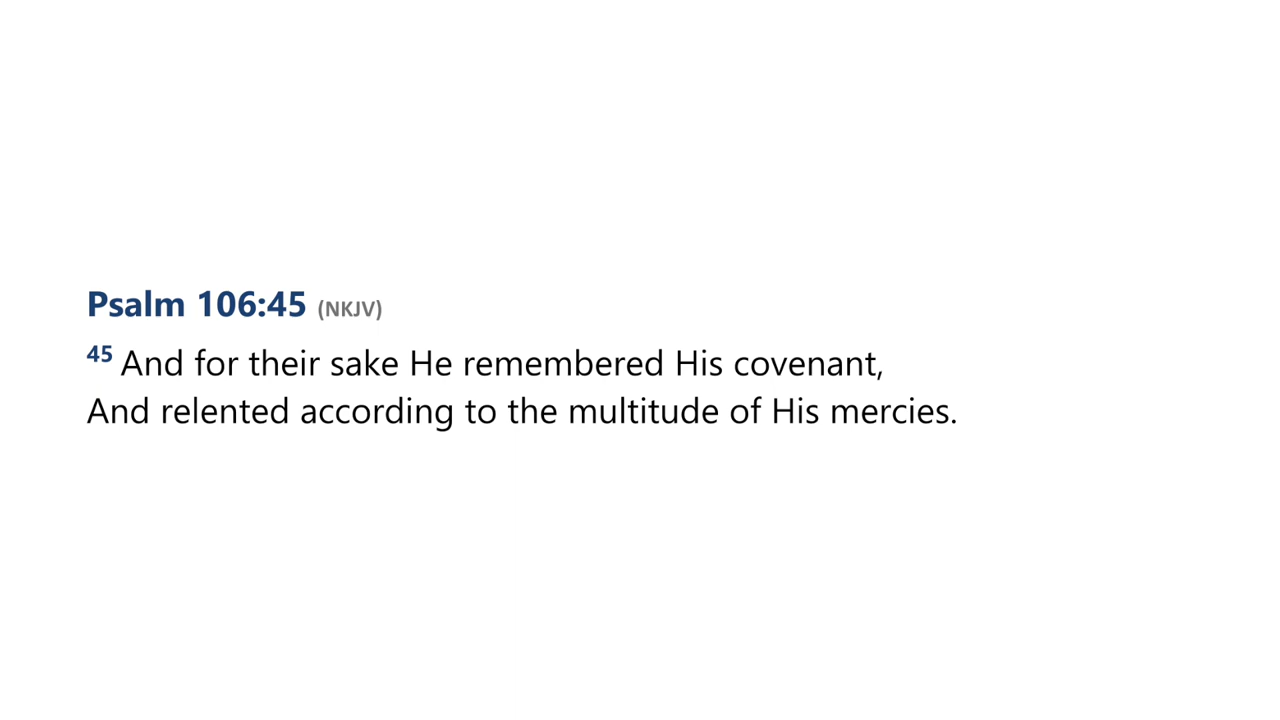 Psalm 106:45 (NKJV)
45 And for their sake He remembered His covenant,
And relented according to the multitude of His mercies.